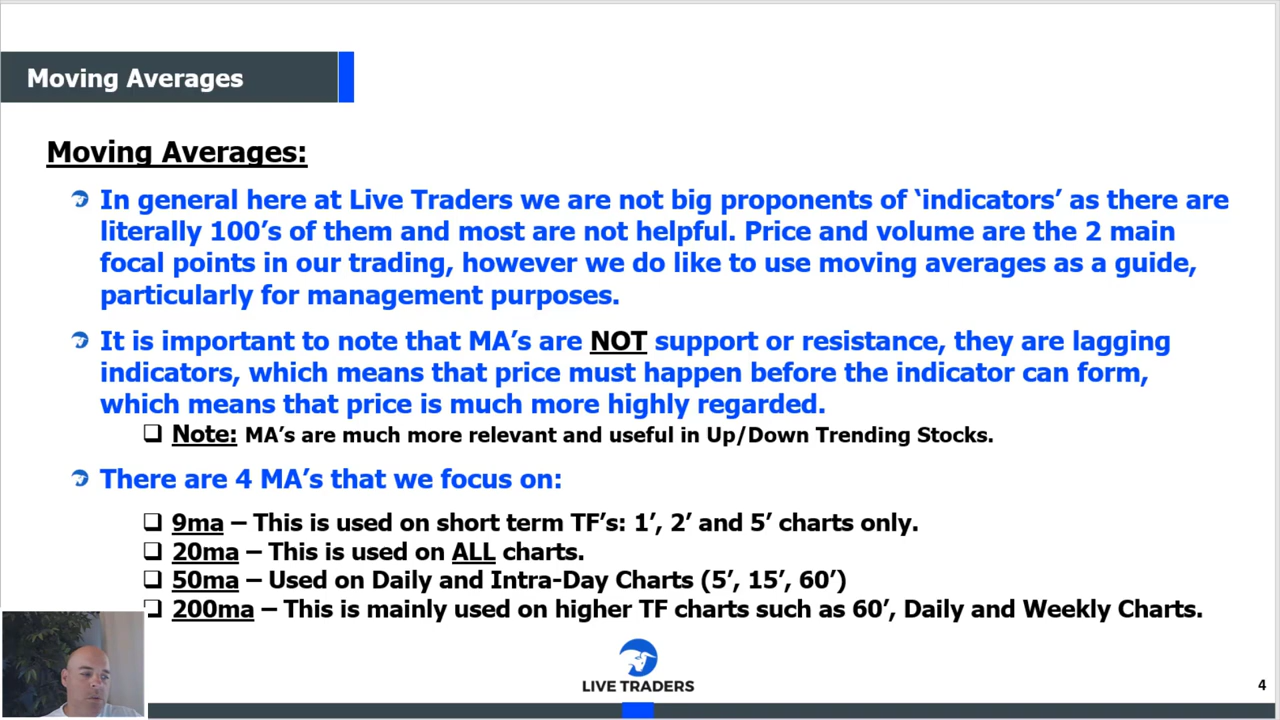 Moving Averages
Moving Averages:
In general here at Live Traders we are not big proponents of ‘indicators’ as there are
literally 100’s of them and most are not helpful. Price and volume are the 2 main
focal points in our trading, however we do like to use moving averages as a guide,
particularly for management purposes.
It is important to note that MA’s are NOT support or resistance, they are lagging
indicators, which means that price must happen before the indicator can form,
which means that price is much more highly regarded.
Note: MA’s are much more relevant and useful in Up/Down Trending Stocks.
There are 4 MA’s that we focus on:
9ma – This is used on short term TF’s: 1’, 2’ and 5’ charts only.
20ma – This is used on ALL charts.
50ma – Used on Daily and Intra-Day Charts (5’, 15’, 60’)
200ma – This is mainly used on higher TF charts such as 60’, Daily and Weekly Charts.
LIVE TRADERS
4